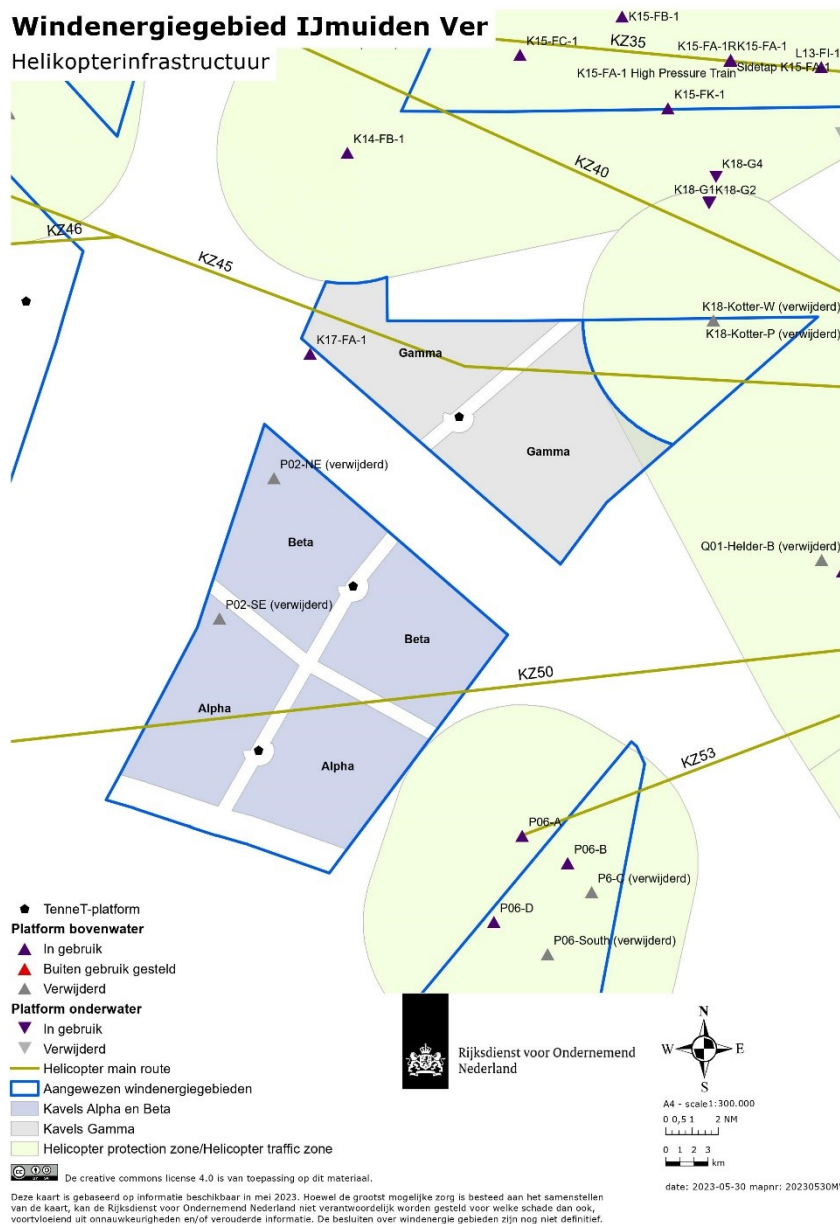 Windenergiegebied IJmuiden Ver
Helikopterinfrastructuur
K15-FB-1
KZ35
K15-FC-1
K15-FA-1RK15-FA-1
L13-FI-1
K15-FA-1 High Pressure Train
Sidetap K15-FA-1
K15-FK-1
K14-FB-1
KZ40
K18-G4
K18-G1K18-G2
KZ46
KZ45
K18-Kotter-W (verwijderd)
K18-Kotter-P (verwijderd)
K17-FA-1
Gamma
Gamma
P02-NE (verwijderd)
Beta
Q01-Helder-B (verwijderd)
P02-SE (verwijderd)
Beta
KZ50
Alpha
Alpha
KZ53
P06-A
P06-B
P6-C (verwijderd)
P06-D
P06-South (verwijderd)
TenneT-platform
Platform bovenwater
In gebruik
Buiten gebruik gesteld
Verwijderd
Platform onderwater
In gebruik
Verwijderd
Helicopter main route
Aangewezen windenergiegebieden
Kavels Alpha en Beta
Kavels Gamma
Helicopter protection zone/Helicopter traffic zone
Rijksdienst voor Ondernemend
Nederland
N
W E
S
A4 - scale1:300.000
0 0,5 1 2 NM
0 1 2 3
km
date: 2023-05-30 mapnr: 20230530M
De creative commons license 4.0 is van toepassing op dit materiaal.
Deze kaart is gebaseerd op informatie beschikbaar in mei 2023. Hoewel de grootst mogelijke zorg is besteed aan het samenstellen
van de kaart, kan de Rijksdienst voor Ondernemend Nederland niet verantwoordelijk worden gesteld voor welke schade dan ook,
voortvloeiend uit onnauwkeurigheden en/of verouderde informatie. De besluiten over windenergie gebieden zijn nog niet definitief.